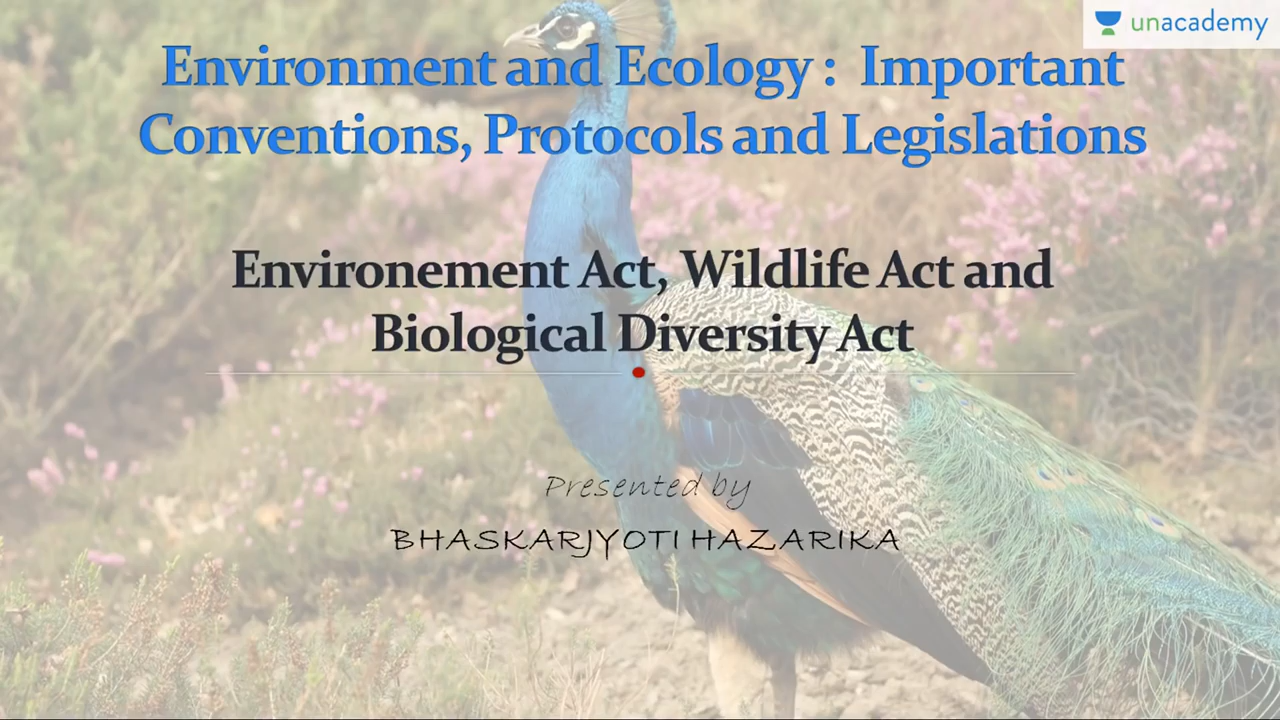 unacademy
Environment and Ecology : Important
Conventions, Protocols and Legislations
Environement Act, Wildlife Act and
Biological Diversity Act
Presented by
BHASKARJYOTI HAZARIKA